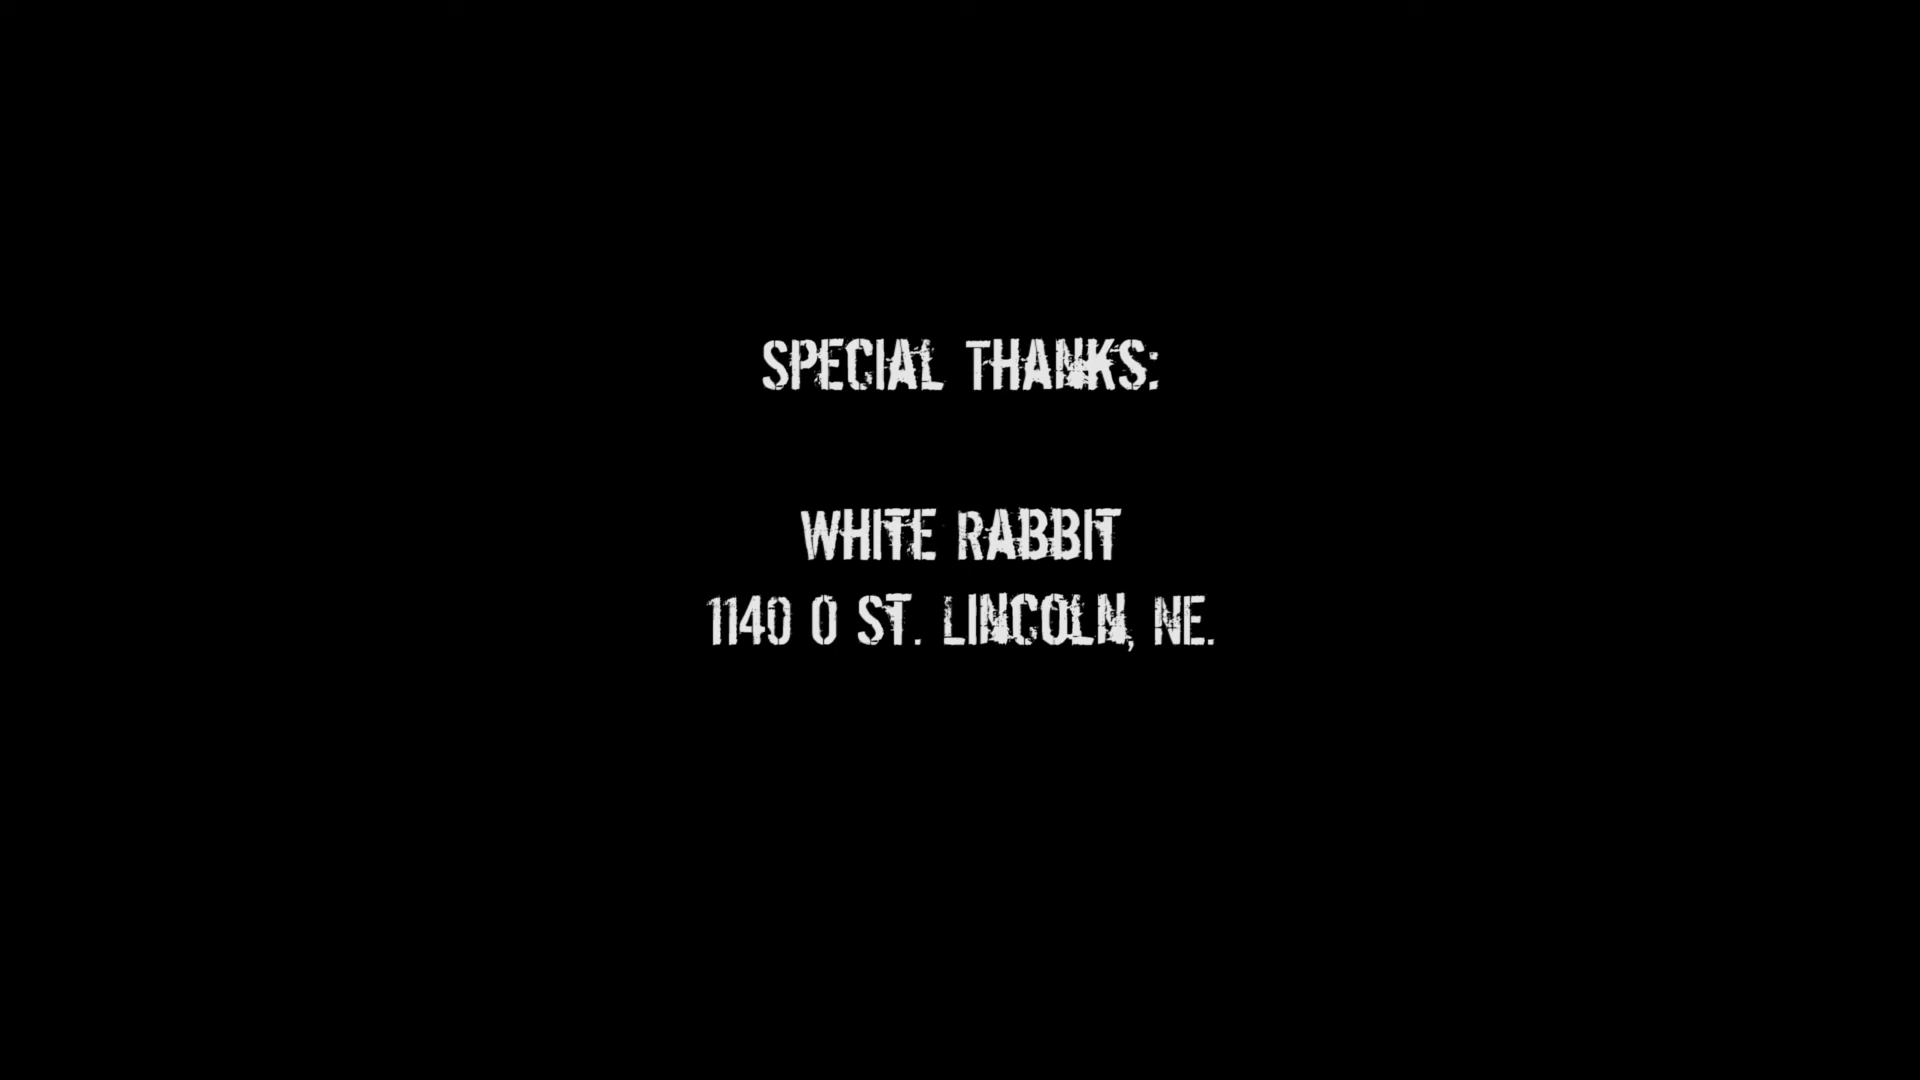 SPECIAL THANKS:
WHITE RABBIT
1140 O ST. LINCOLN, NE.